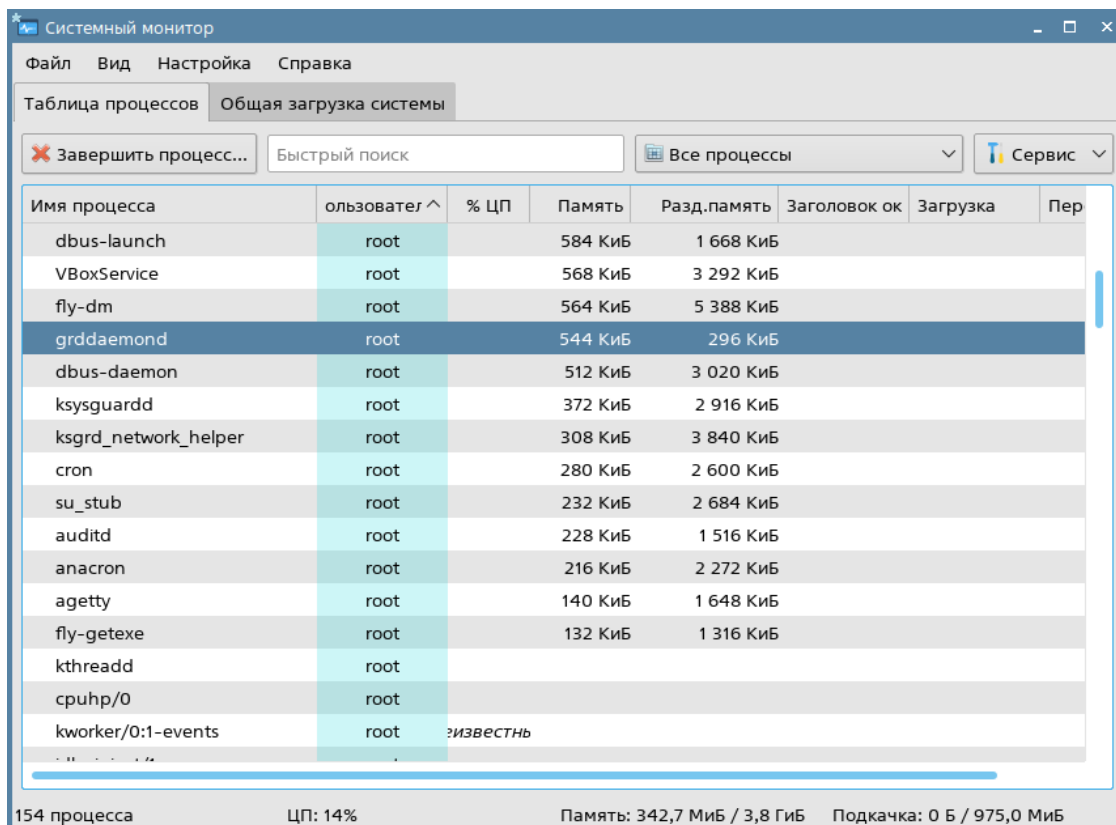 Системный монитор
Файл Вид Настройка Справка
Таблица процессов Общая загрузка системы
Завершить процесс... Быстрый поиск Все процессы Сервис
Имя процесса ользовател % ЦП Память Разд.память Заголовок ок Загрузка Пер
dbus-launch root 584 КиБ 1 668 КиБ
VBoxService root 568 КиБ 3 292 КиБ
fly-dm root 564 КиБ 5 388 КиБ
grddaemond root 544 КиБ 296 КиБ
dbus-daemon root 512 КиБ 3 020 КиБ
ksysguardd root 372 КиБ 2 916 КиБ
ksgrd_network_helper root 308 КиБ 3 840 КиБ
cron root 280 КиБ 2 600 КиБ
su_stub root 232 КиБ 2 684 КиБ
auditd root 228 КиБ 1 516 КиБ
anacron root 216 КиБ 2 272 КиБ
agetty root 140 КиБ 1 648 КиБ
fly-getexe root 132 КиБ 1 316 КиБ
kthreadd root
cpuhp/0 root
kworker/0:1-events root еизвестнь
154 процесса ЦП: 14% Память: 342,7 МиБ / 3,8 ГиБ Подкачка: 0 Б / 975,0 МиБ